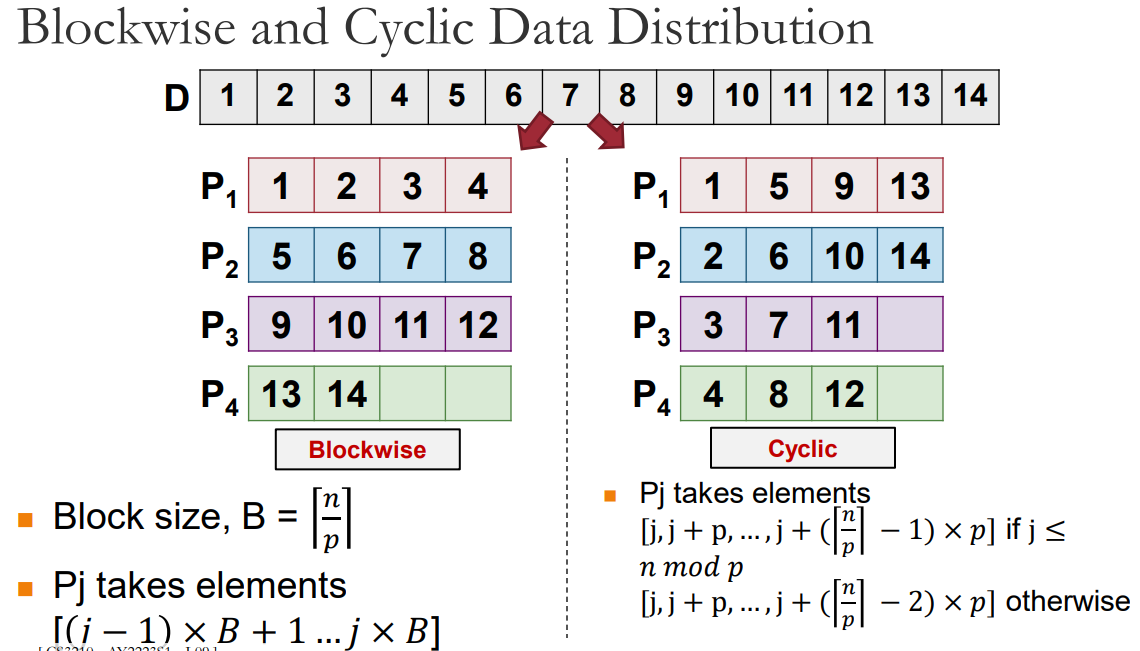 Blockwise and Cyclic Data Distribution
D 1 2 3 4 5 6 7 8 9 10 11 12 13 14
P1 1 2 3 4
P2 5 6 7 8
P3 9 10 11 12
P4 13 14
Blockwise
■ Block size, B = ⌈n/p⌉
■ Pj takes elements
[(j − 1) × B + 1 … j × B]
P1 1 5 9 13
P2 2 6 10 14
P3 3 7 11
P4 4 8 12
Cyclic
■ Pj takes elements
[j, j + p, … , j + (⌈n/p⌉ − 1) × p] if j ≤
n mod p
[j, j + p, … , j + (⌈n/p⌉ − 2) × p] otherwise